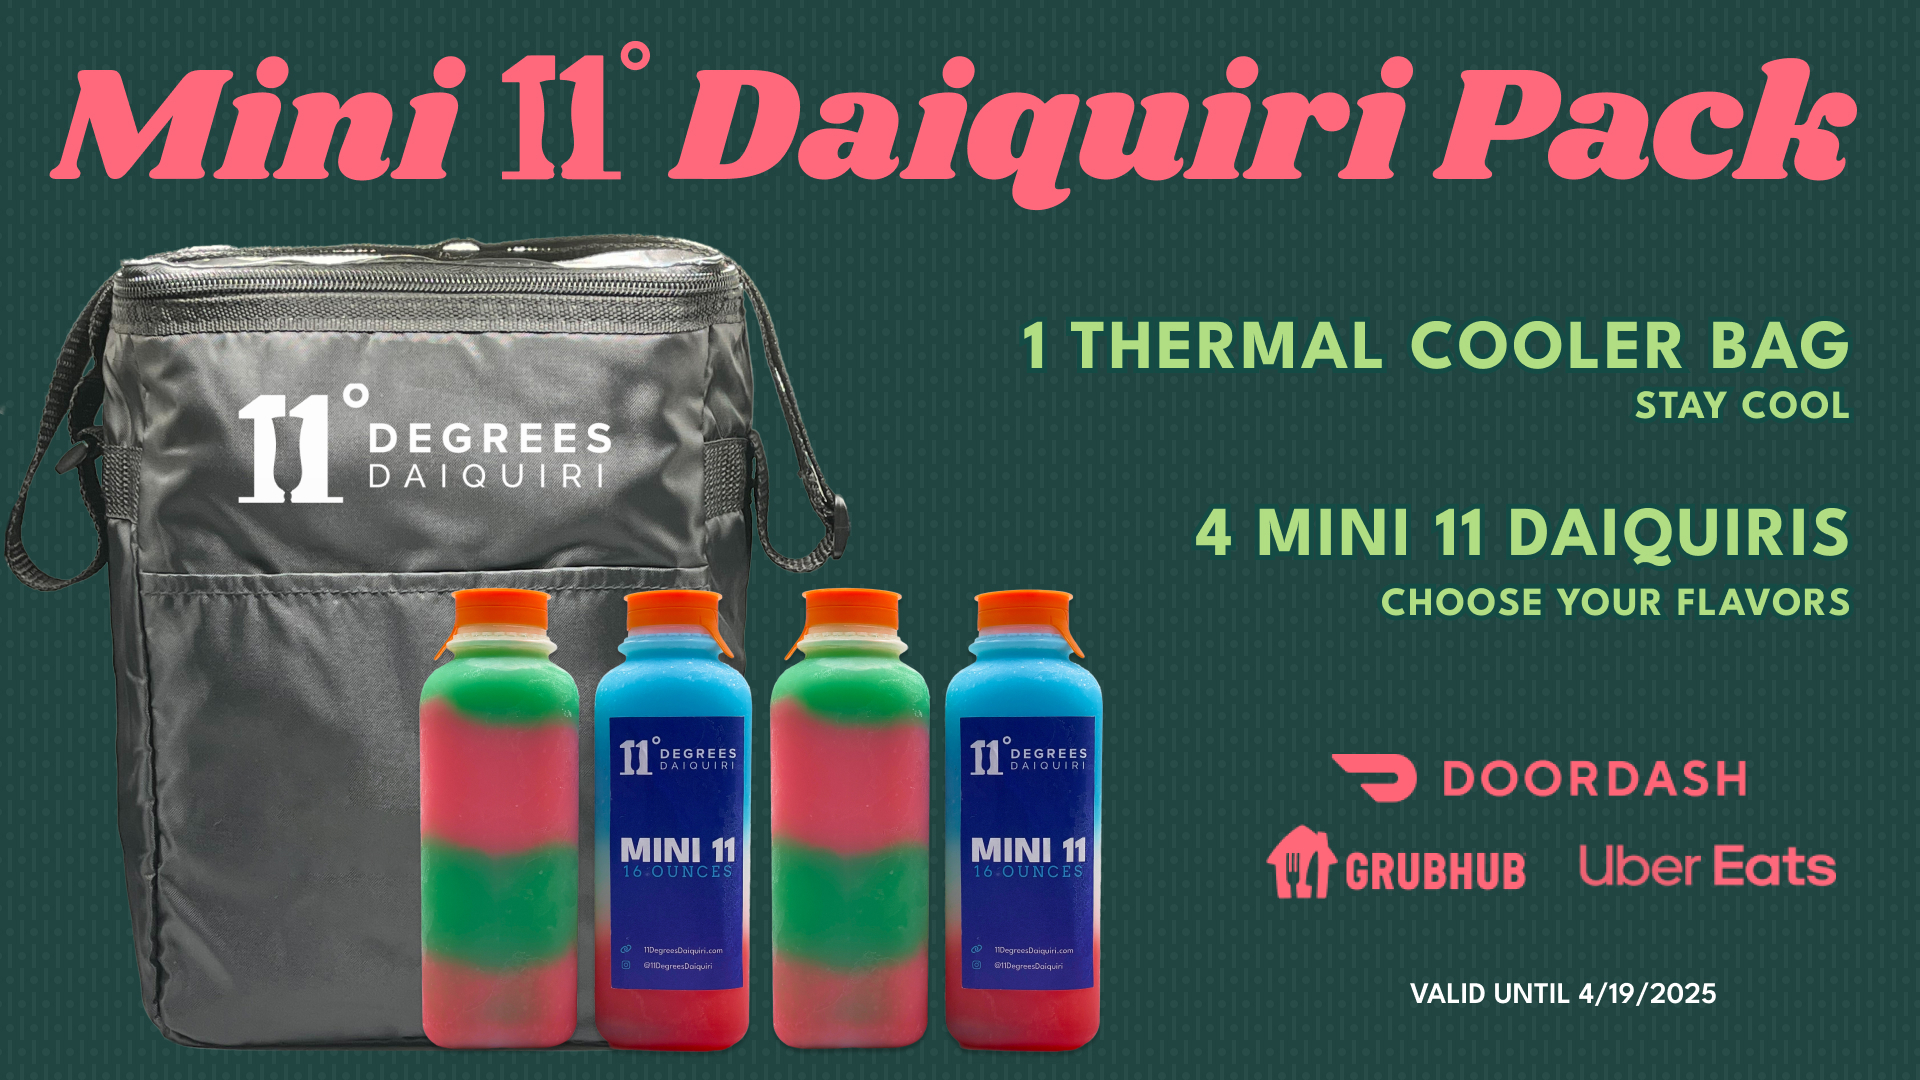 Mini 11° Daiquiri Pack
11° DEGREES
DAIQUIRI
1 THERMAL COOLER BAG
STAY COOL
4 MINI 11 DAIQUIRIS
CHOOSE YOUR FLAVORS
11° DEGREES
DAIQUIRI
MINI 11
16 OUNCES
11DegreesDaiquiri.com
@11DegreesDaiquiri
11° DEGREES
DAIQUIRI
MINI 11
16 OUNCES
11DegreesDaiquiri.com
@11DegreesDaiquiri
DOORDASH
GRUBHUB
Uber Eats
VALID UNTIL 4/19/2025